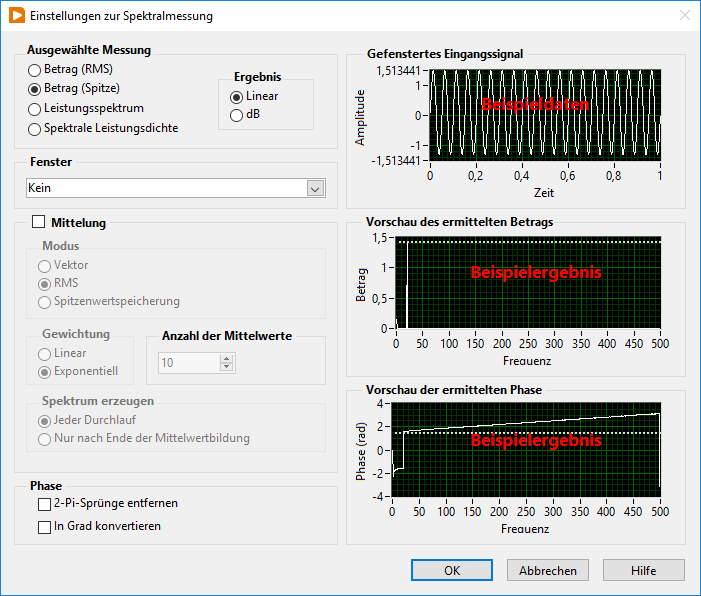 Einstellungen zur Spektralmessung
Ausgewählte Messung
Betrag (RMS)
Betrag (Spitze)
Leistungsspektrum
Spektrale Leistungsdichte
Ergebnis
Linear
dB
Fenster
Kein
Mittelung
Modus
Vektor
RMS
Spitzenwertspeicherung
Gewichtung
Linear
Exponentiell
Anzahl der Mittelwerte
10
Spektrum erzeugen
Jeder Durchlauf
Nur nach Ende der Mittelwertbildung
Phase
2-Pi-Sprünge entfernen
In Grad konvertieren
Gefenstertes Eingangssignal
Amplitude
1,513441
1
0
-1
-1,513441
Beispieldaten
0 0,2 0,4 0,6 0,8 1
Zeit
Vorschau des ermittelten Betrags
Betrag
1,5
1
0,5
0
Beispielergebnis
0 50 100 150 200 250 300 350 400 450 500
Frequenz
Vorschau der ermittelten Phase
Phase (rad)
4
2
0
-2
-4
Beispielergebnis
0 50 100 150 200 250 300 350 400 450 500
Frequenz
OK
Abbrechen
Hilfe